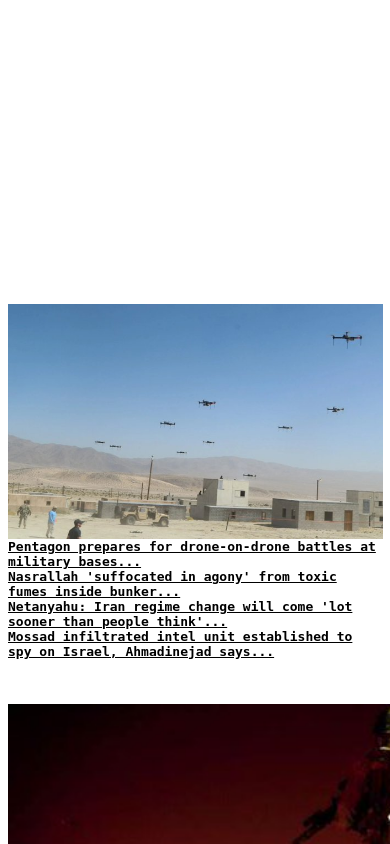 Pentagon prepares for drone-on-drone battles at
military bases...
Nasrallah 'suffocated in agony' from toxic
fumes inside bunker...
Netanyahu: Iran regime change will come 'lot
sooner than people think'...
Mossad infiltrated intel unit established to
spy on Israel, Ahmadinejad says...